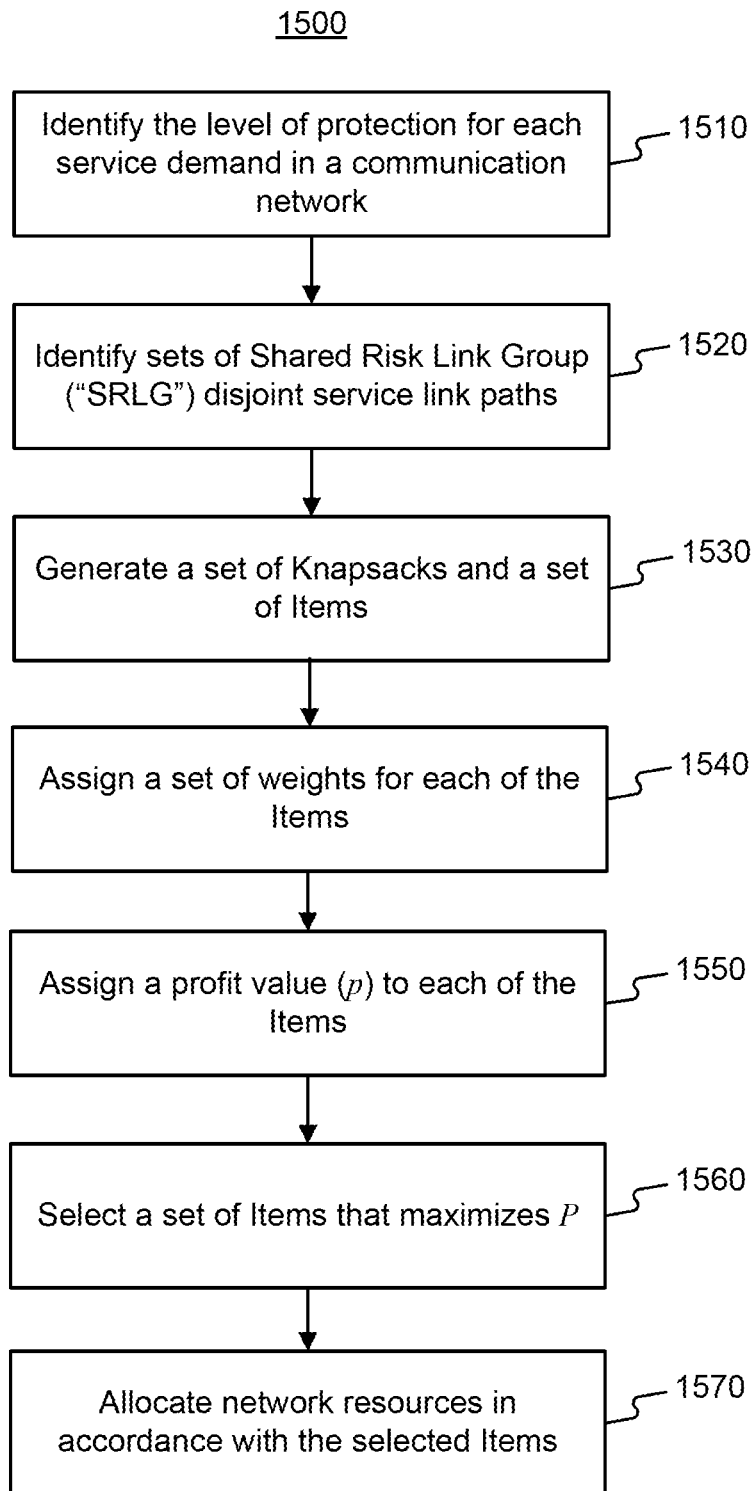 1500
Identify the level of protection for each
service demand in a communication
network
1510
Identify sets of Shared Risk Link Group
(“SRLG”) disjoint service link paths
1520
Generate a set of Knapsacks and a set
of Items
1530
Assign a set of weights for each of the
Items
1540
Assign a profit value (p) to each of the
Items
1550
Select a set of Items that maximizes P
1560
Allocate network resources in
accordance with the selected Items
1570